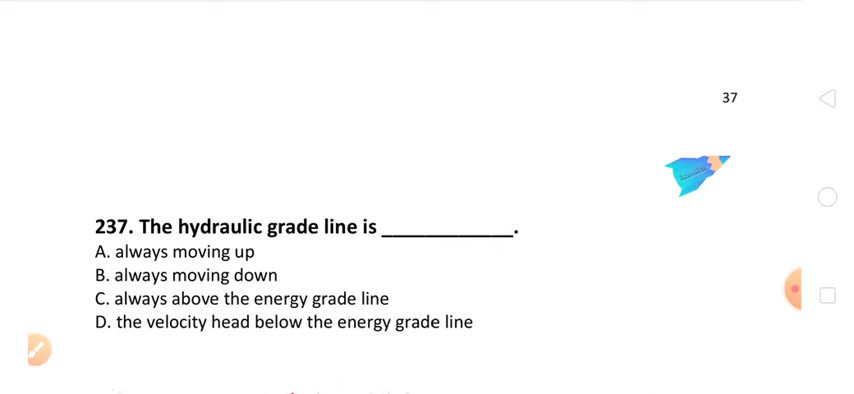 37
237. The hydraulic grade line is ____________.
A. always moving up
B. always moving down
C. always above the energy grade line
D. the velocity head below the energy grade line